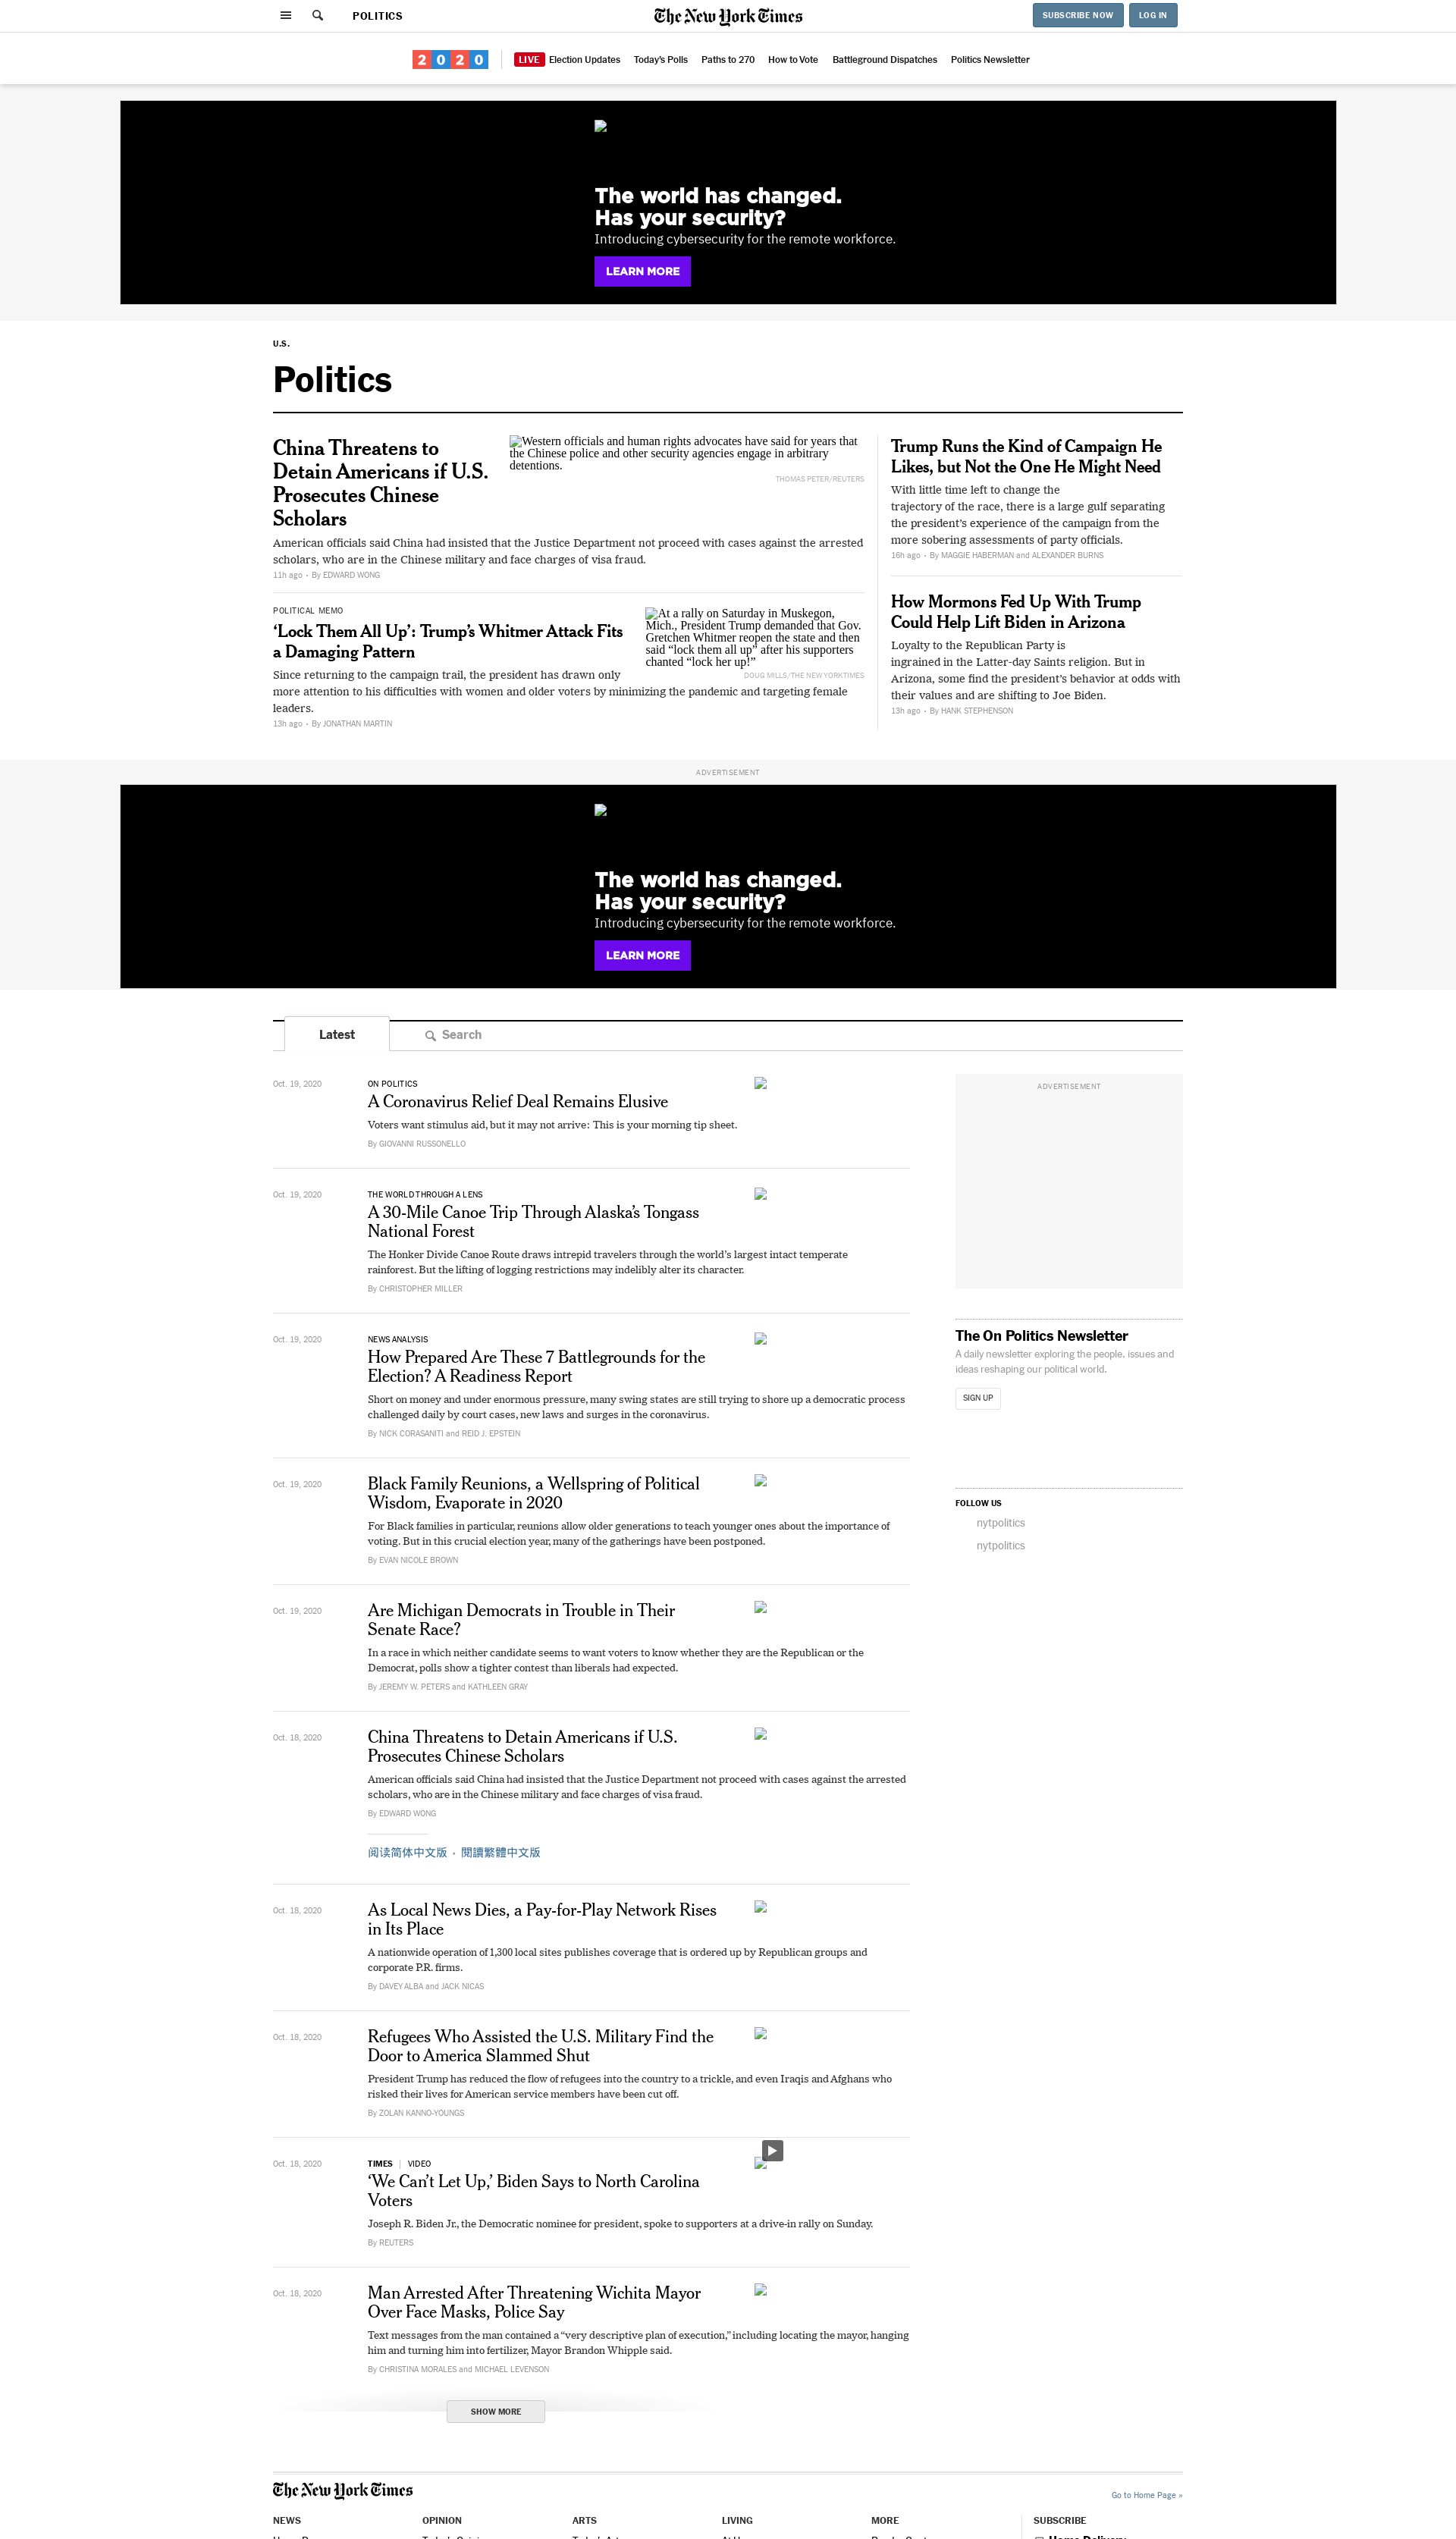 POLITICS
The New York Times
SUBSCRIBE NOW
LOG IN
2020
LIVE Election Updates Today's Polls Paths to 270 How to Vote Battleground Dispatches Politics Newsletter
The world has changed.
Has your security?
Introducing cybersecurity for the remote workforce.
LEARN MORE
U.S.
Politics
China Threatens to
Detain Americans if U.S.
Prosecutes Chinese
Scholars
Western officials and human rights advocates have said for years that
the Chinese police and other security agencies engage in arbitrary
detentions.
THOMAS PETER/REUTERS
American officials said China had insisted that the Justice Department not proceed with cases against the arrested
scholars, who are in the Chinese military and face charges of visa fraud.
11h ago · By EDWARD WONG
POLITICAL MEMO
‘Lock Them All Up’: Trump’s Whitmer Attack Fits
a Damaging Pattern
At a rally on Saturday in Muskegon,
Mich., President Trump demanded that Gov.
Gretchen Whitmer reopen the state and then
said “lock them all up” after his supporters
chanted “lock her up!”
DOUG MILLS/THE NEW YORK TIMES
Since returning to the campaign trail, the president has drawn only
more attention to his difficulties with women and older voters by minimizing the pandemic and targeting female
leaders.
13h ago · By JONATHAN MARTIN
Trump Runs the Kind of Campaign He
Likes, but Not the One He Might Need
With little time left to change the
trajectory of the race, there is a large gulf separating
the president’s experience of the campaign from the
more sobering assessments of party officials.
16h ago · By MAGGIE HABERMAN and ALEXANDER BURNS
How Mormons Fed Up With Trump
Could Help Lift Biden in Arizona
Loyalty to the Republican Party is
ingrained in the Latter-day Saints religion. But in
Arizona, some find the president’s behavior at odds with
their values and are shifting to Joe Biden.
13h ago · By HANK STEPHENSON
ADVERTISEMENT
The world has changed.
Has your security?
Introducing cybersecurity for the remote workforce.
LEARN MORE
Latest
Search
Oct. 19, 2020
ON POLITICS
A Coronavirus Relief Deal Remains Elusive
Voters want stimulus aid, but it may not arrive: This is your morning tip sheet.
By GIOVANNI RUSSONELLO
Oct. 19, 2020
THE WORLD THROUGH A LENS
A 30-Mile Canoe Trip Through Alaska’s Tongass
National Forest
The Honker Divide Canoe Route draws intrepid travelers through the world’s largest intact temperate
rainforest. But the lifting of logging restrictions may indelibly alter its character.
By CHRISTOPHER MILLER
Oct. 19, 2020
NEWS ANALYSIS
How Prepared Are These 7 Battlegrounds for the
Election? A Readiness Report
Short on money and under enormous pressure, many swing states are still trying to shore up a democratic process
challenged daily by court cases, new laws and surges in the coronavirus.
By NICK CORASANITI and REID J. EPSTEIN
Oct. 19, 2020
Black Family Reunions, a Wellspring of Political
Wisdom, Evaporate in 2020
For Black families in particular, reunions allow older generations to teach younger ones about the importance of
voting. But in this crucial election year, many of the gatherings have been postponed.
By EVAN NICOLE BROWN
Oct. 19, 2020
Are Michigan Democrats in Trouble in Their
Senate Race?
In a race in which neither candidate seems to want voters to know whether they are the Republican or the
Democrat, polls show a tighter contest than liberals had expected.
By JEREMY W. PETERS and KATHLEEN GRAY
Oct. 18, 2020
China Threatens to Detain Americans if U.S.
Prosecutes Chinese Scholars
American officials said China had insisted that the Justice Department not proceed with cases against the arrested
scholars, who are in the Chinese military and face charges of visa fraud.
By EDWARD WONG
阅读简体中文版 · 閱讀繁體中文版
Oct. 18, 2020
As Local News Dies, a Pay-for-Play Network Rises
in Its Place
A nationwide operation of 1,300 local sites publishes coverage that is ordered up by Republican groups and
corporate P.R. firms.
By DAVEY ALBA and JACK NICAS
Oct. 18, 2020
Refugees Who Assisted the U.S. Military Find the
Door to America Slammed Shut
President Trump has reduced the flow of refugees into the country to a trickle, and even Iraqis and Afghans who
risked their lives for American service members have been cut off.
By ZOLAN KANNO-YOUNGS
Oct. 18, 2020
TIMES | VIDEO
‘We Can’t Let Up,’ Biden Says to North Carolina
Voters
Joseph R. Biden Jr., the Democratic nominee for president, spoke to supporters at a drive-in rally on Sunday.
By REUTERS
Oct. 18, 2020
Man Arrested After Threatening Wichita Mayor
Over Face Masks, Police Say
Text messages from the man contained a “very descriptive plan of execution,” including locating the mayor, hanging
him and turning him into fertilizer, Mayor Brandon Whipple said.
By CHRISTINA MORALES and MICHAEL LEVENSON
SHOW MORE
ADVERTISEMENT
The On Politics Newsletter
A daily newsletter exploring the people, issues and
ideas reshaping our political world.
SIGN UP
FOLLOW US
nytpolitics
nytpolitics
The New York Times
Go to Home Page »
NEWS OPINION ARTS LIVING MORE SUBSCRIBE